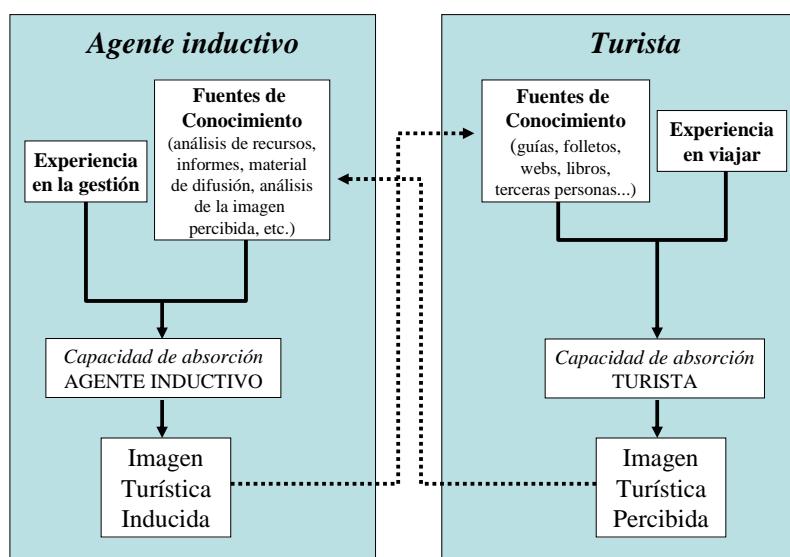 Agente inductivo
Experiencia
en la gestión
Fuentes de
Conocimiento
(análisis de recursos,
informes, material
de difusión, análisis
de la imagen
percibida, etc.)
Capacidad de absorción
AGENTE INDUCTIVO
Imagen
Turística
Inducida
Turista
Fuentes de
Conocimiento
(guías, folletos,
webs, libros,
terceras personas...)
Experiencia
en viajar
Capacidad de absorción
TURISTA
Imagen
Turística
Percibida